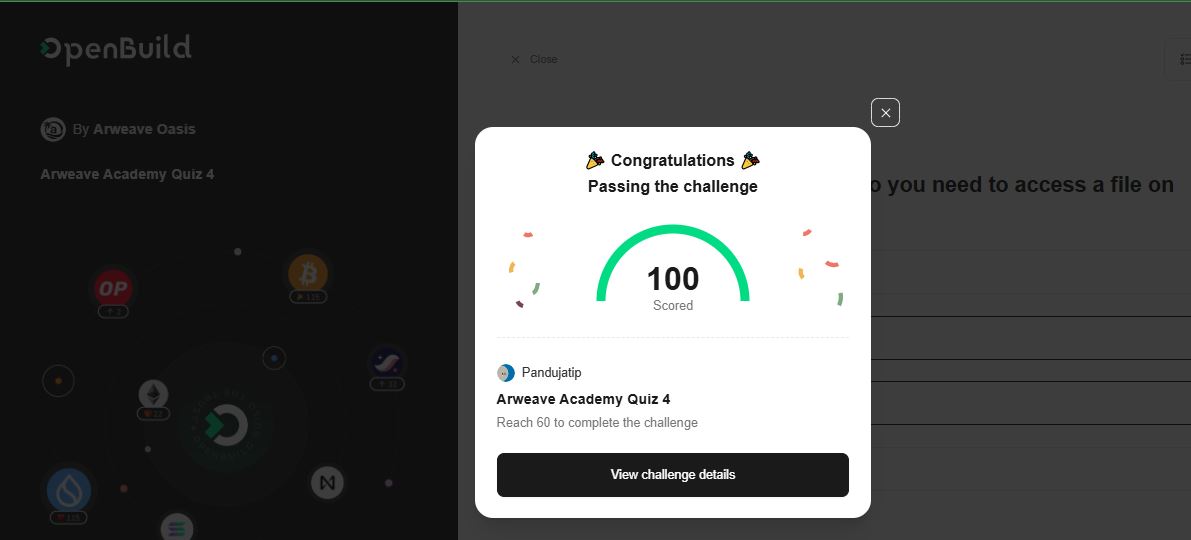 OpenBuild
By Arweave Oasis
Arweave Academy Quiz 4
OP
Close
o you need to access a file on
Congratulations
Passing the challenge
100
Scored
Pandujatip
Arweave Academy Quiz 4
Reach 60 to complete the challenge
View challenge details